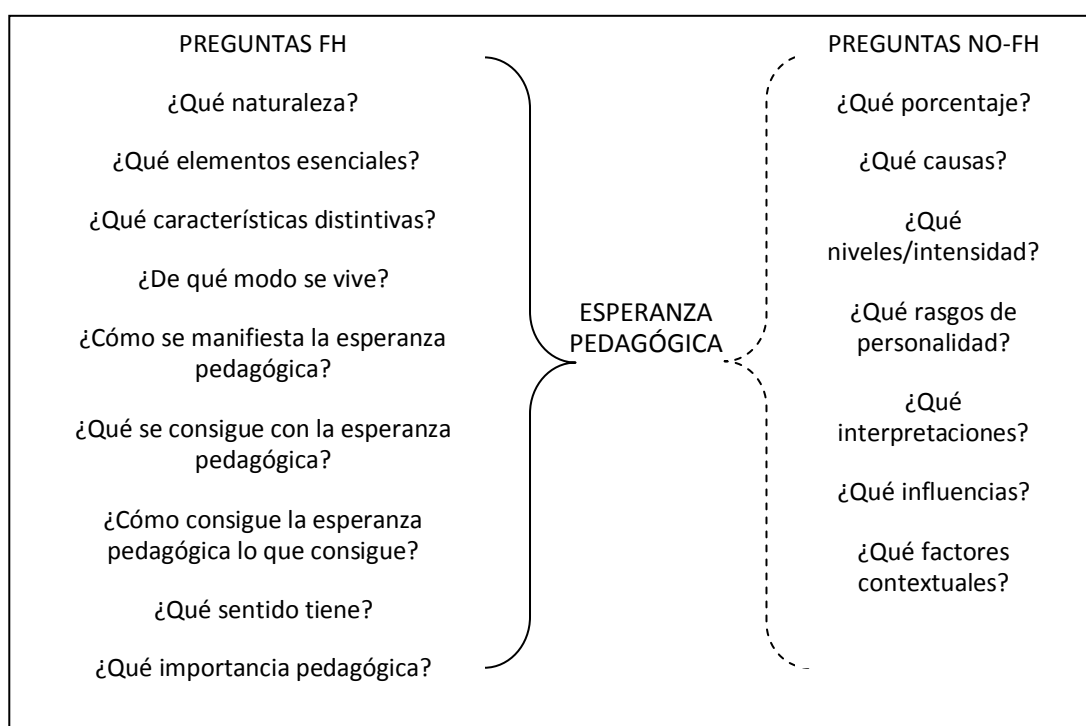 PREGUNTAS FH
¿Qué naturaleza?
¿Qué elementos esenciales?
¿Qué características distintivas?
¿De qué modo se vive?
¿Cómo se manifiesta la esperanza
pedagógica?
¿Qué se consigue con la esperanza
pedagógica?
¿Cómo consigue la esperanza
pedagógica lo que consigue?
¿Qué sentido tiene?
¿Qué importancia pedagógica?
ESPERANZA
PEDAGÓGICA
PREGUNTAS NO-FH
¿Qué porcentaje?
¿Qué causas?
¿Qué
niveles/intensidad?
¿Qué rasgos de
personalidad?
¿Qué
interpretaciones?
¿Qué influencias?
¿Qué factores
contextuales?